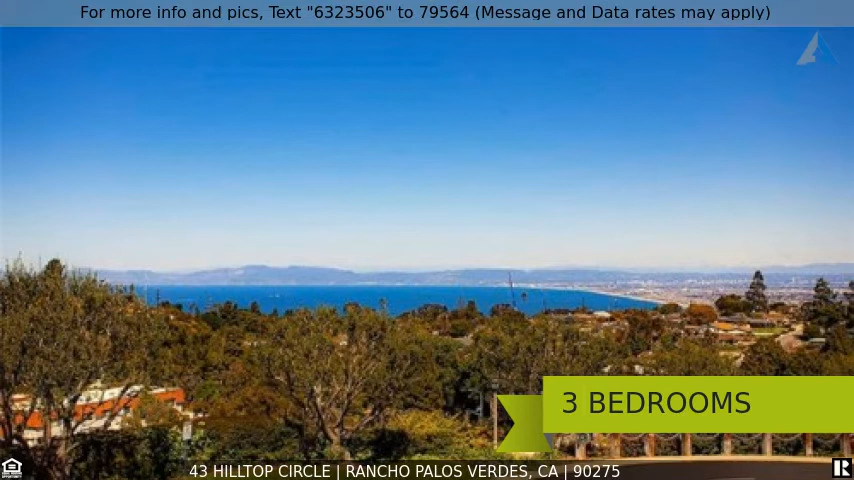 For more info and pics, Text "6323506" to 79564 (Message and Data rates may apply)
3 BEDROOMS
43 HILLTOP CIRCLE | RANCHO PALOS VERDES, CA | 90275